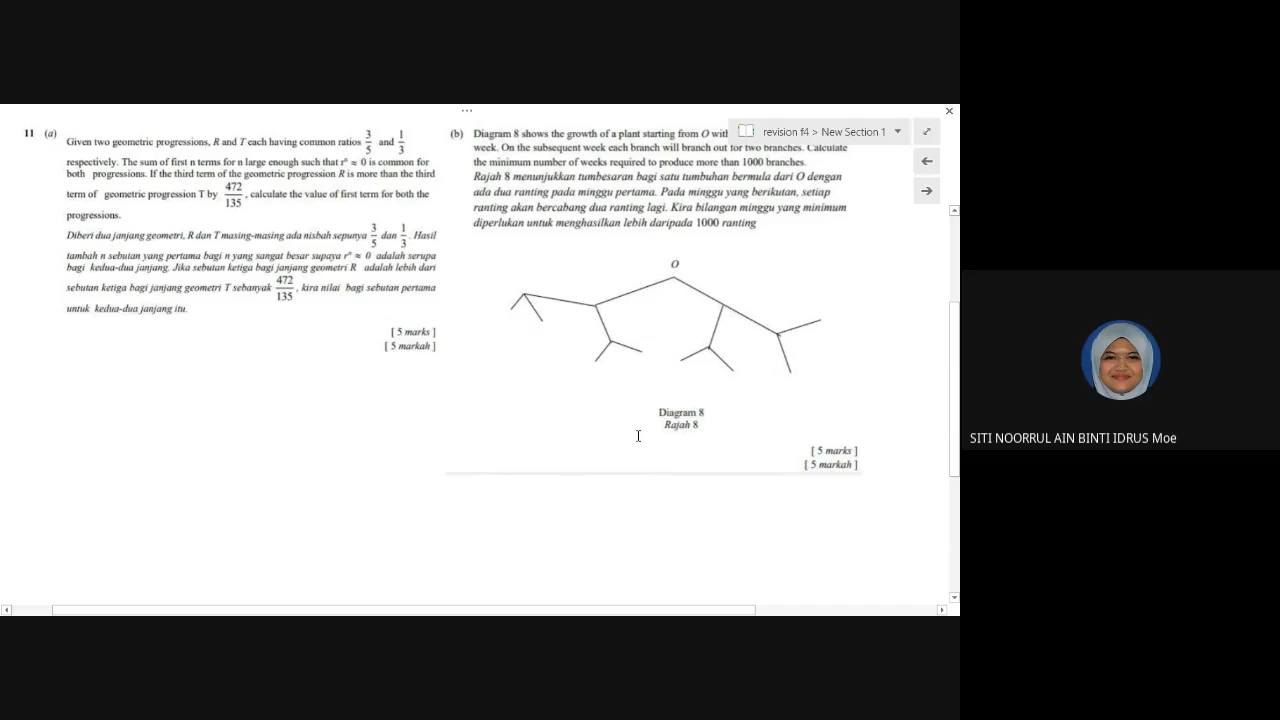 11 (a)
Given two geometric progressions, R and T each having common ratios 3/5 and 1/3
respectively. The sum of first n terms for n large enough such that rⁿ ≈ 0 is common for
both progressions. If the third term of the geometric progression R is more than the third
term of geometric progression T by 472/135, calculate the value of first term for both the
progressions.
Diberi dua janjang geometri, R dan T masing-masing ada nisbah sepunya 3/5 dan 1/3. Hasil
tambah n sebutan yang pertama bagi n yang sangat besar supaya rⁿ ≈ 0 adalah serupa
bagi kedua-dua janjang. Jika sebutan ketiga bagi janjang geometri R adalah lebih dari
sebutan ketiga bagi janjang geometri T sebanyak 472/135, kira nilai bagi sebutan pertama
untuk kedua-dua janjang itu.
[ 5 marks ]
[ 5 markah ]
(b) Diagram 8 shows the growth of a plant starting from O
week. On the subsequent week each branch will branch out for two branches. Calculate
the minimum number of weeks required to produce more than 1000 branches.
Rajah 8 menunjukkan tumbesaran bagi satu tumbuhan bermula dari O dengan
ada dua ranting pada minggu pertama. Pada minggu yang berikutan, setiap
ranting akan bercabang dua ranting lagi. Kira bilangan minggu yang minimum
diperlukan untuk menghasilkan lebih daripada 1000 ranting
O
Diagram 8
Rajah 8
[ 5 marks ]
[ 5 markah ]
revision f4 > New Section 1
SITI NOORRUL AIN BINTI IDRUS Moe